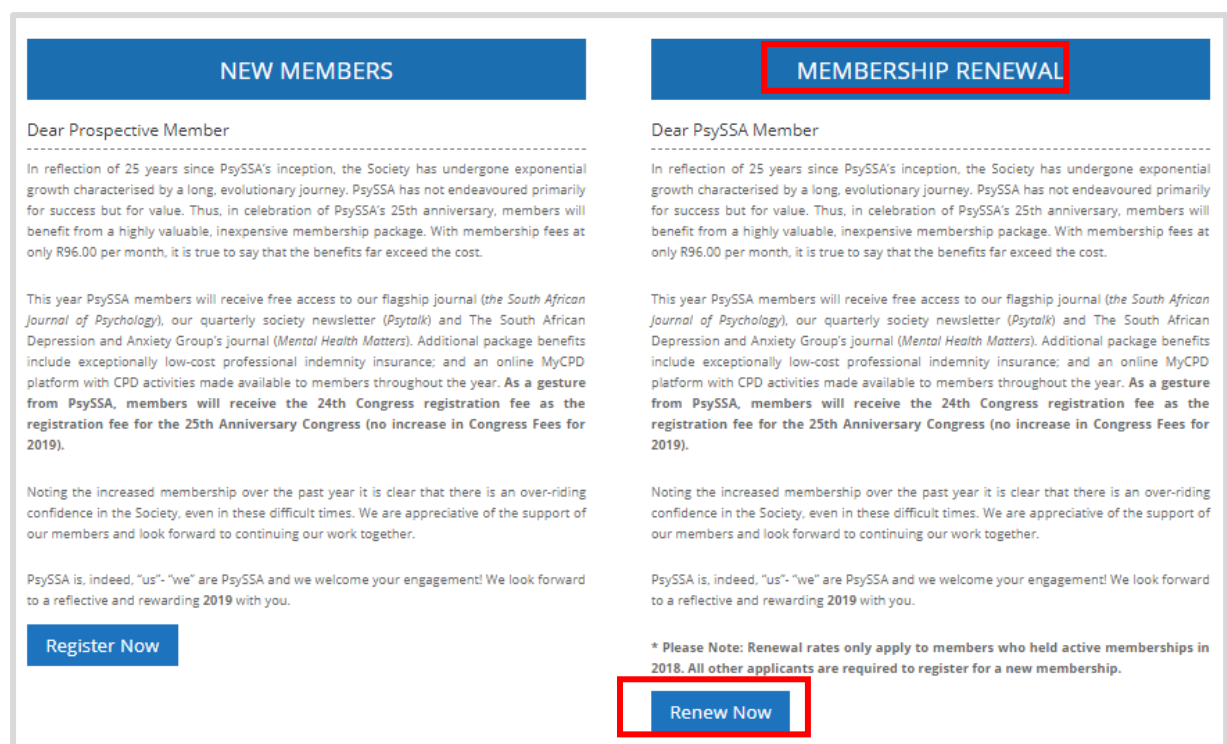 NEW MEMBERS
Dear Prospective Member
In reflection of 25 years since PsySSA's inception, the Society has undergone exponential
growth characterised by a long, evolutionary journey. PsySSA has not endeavoured primarily
for success but for value. Thus, in celebration of PsySSA's 25th anniversary, members will
benefit from a highly valuable, inexpensive membership package. With membership fees at
only R96.00 per month, it is true to say that the benefits far exceed the cost.
This year PsySSA members will receive free access to our flagship journal (the South African
Journal of Psychology), our quarterly society newsletter (Psytalk) and The South African
Depression and Anxiety Group's journal (Mental Health Matters). Additional package benefits
include exceptionally low-cost professional indemnity insurance; and an online MyCPD
platform with CPD activities made available to members throughout the year. As a gesture
from PsySSA, members will receive the 24th Congress registration fee as the
registration fee for the 25th Anniversary Congress (no increase in Congress Fees for
2019).
Noting the increased membership over the past year it is clear that there is an over-riding
confidence in the Society, even in these difficult times. We are appreciative of the support of
our members and look forward to continuing our work together.
PsySSA is, indeed, "us"- "we" are PsySSA and we welcome your engagement! We look forward
to a reflective and rewarding 2019 with you.
Register Now
MEMBERSHIP RENEWAL
Dear PsySSA Member
In reflection of 25 years since PsySSA's inception, the Society has undergone exponential
growth characterised by a long, evolutionary journey. PsySSA has not endeavoured primarily
for success but for value. Thus, in celebration of PsySSA's 25th anniversary, members will
benefit from a highly valuable, inexpensive membership package. With membership fees at
only R96.00 per month, it is true to say that the benefits far exceed the cost.
This year PsySSA members will receive free access to our flagship journal (the South African
Journal of Psychology), our quarterly society newsletter (Psytalk) and The South African
Depression and Anxiety Group's journal (Mental Health Matters). Additional package benefits
include exceptionally low-cost professional indemnity insurance; and an online MyCPD
platform with CPD activities made available to members throughout the year. As a gesture
from PsySSA, members will receive the 24th Congress registration fee as the
registration fee for the 25th Anniversary Congress (no increase in Congress Fees for
2019).
Noting the increased membership over the past year it is clear that there is an over-riding
confidence in the Society, even in these difficult times. We are appreciative of the support of
our members and look forward to continuing our work together.
PsySSA is, indeed, "us"- "we" are PsySSA and we welcome your engagement! We look forward
to a reflective and rewarding 2019 with you.
* Please Note: Renewal rates only apply to members who held active memberships in
2018. All other applicants are required to register for a new membership.
Renew Now